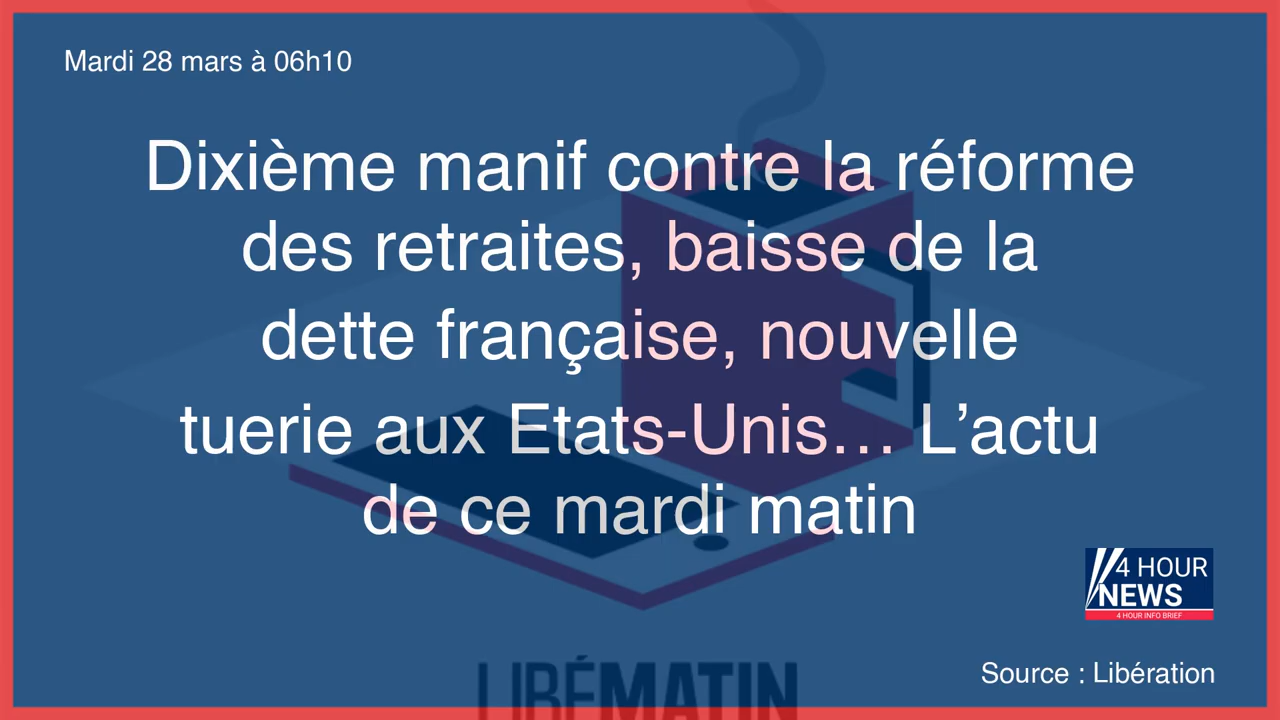 Mardi 28 mars à 06h10
Dixième manif contre la réforme
des retraites, baisse de la
dette française, nouvelle
tuerie aux Etats-Unis… L’actu
de ce mardi matin
4 HOUR
NEWS
4 HOUR INFO BRIEF
Source : Libération
LIBÉMATIN